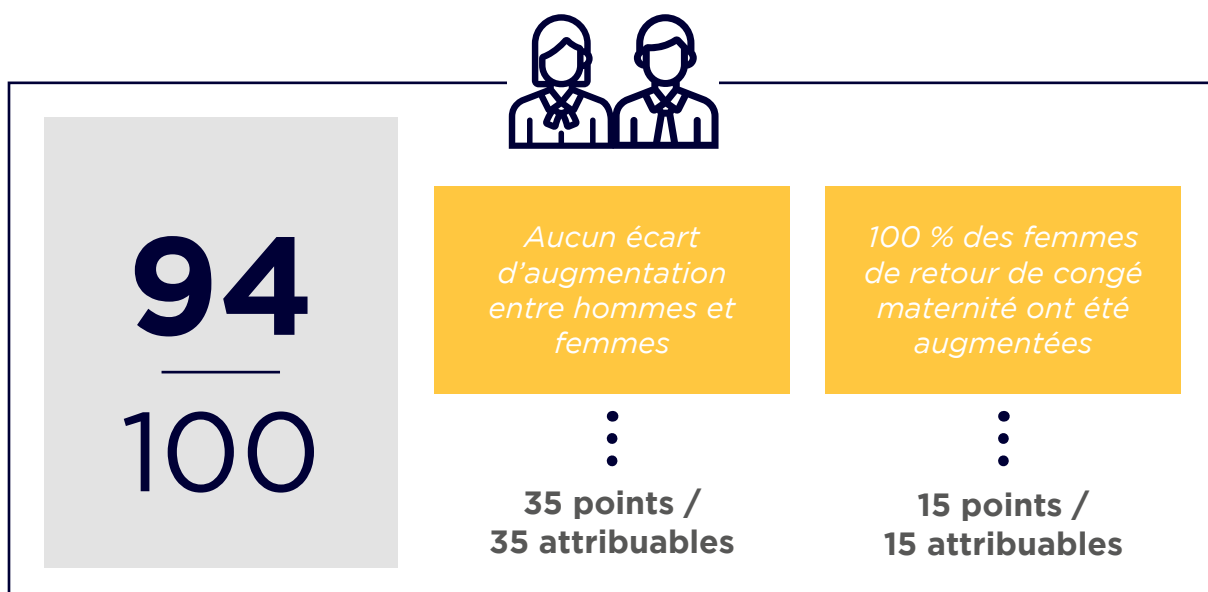 94
100
Aucun écart
d’augmentation
entre hommes et
femmes
35 points /
35 attribuables
100 % des femmes
de retour de congé
maternité ont été
augmentées
15 points /
15 attribuables